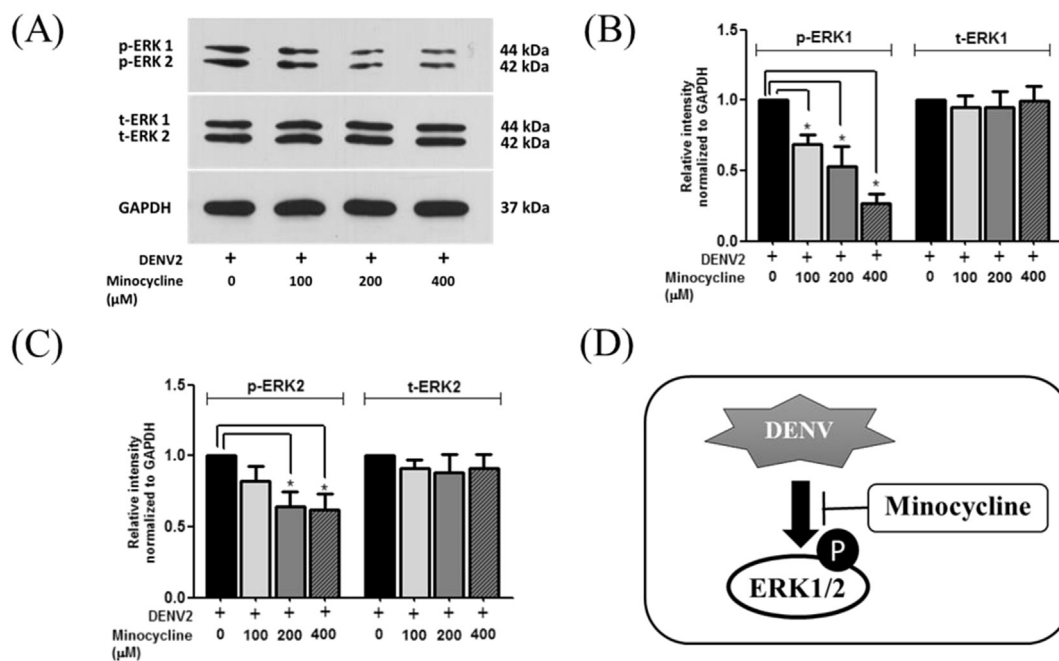 (A)
p-ERK 1
p-ERK 2
44 kDa
42 kDa
t-ERK 1
t-ERK 2
44 kDa
42 kDa
GAPDH
37 kDa
DENV2 + + + +
Minocycline 0 100 200 400
(µM)
(B)
p-ERK1 t-ERK1
Relative intensity
normalized to GAPDH
1.5
1.0
0.5
0.0
* * *
DENV2 + + + + + + + +
Minocycline 0 100 200 400 0 100 200 400
(µM)
(C)
p-ERK2 t-ERK2
Relative intensity
normalized to GAPDH
1.5
1.0
0.5
0.0
* *
DENV2 + + + + + + + +
Minocycline 0 100 200 400 0 100 200 400
(µM)
(D)
DENV
Minocycline
P
ERK1/2